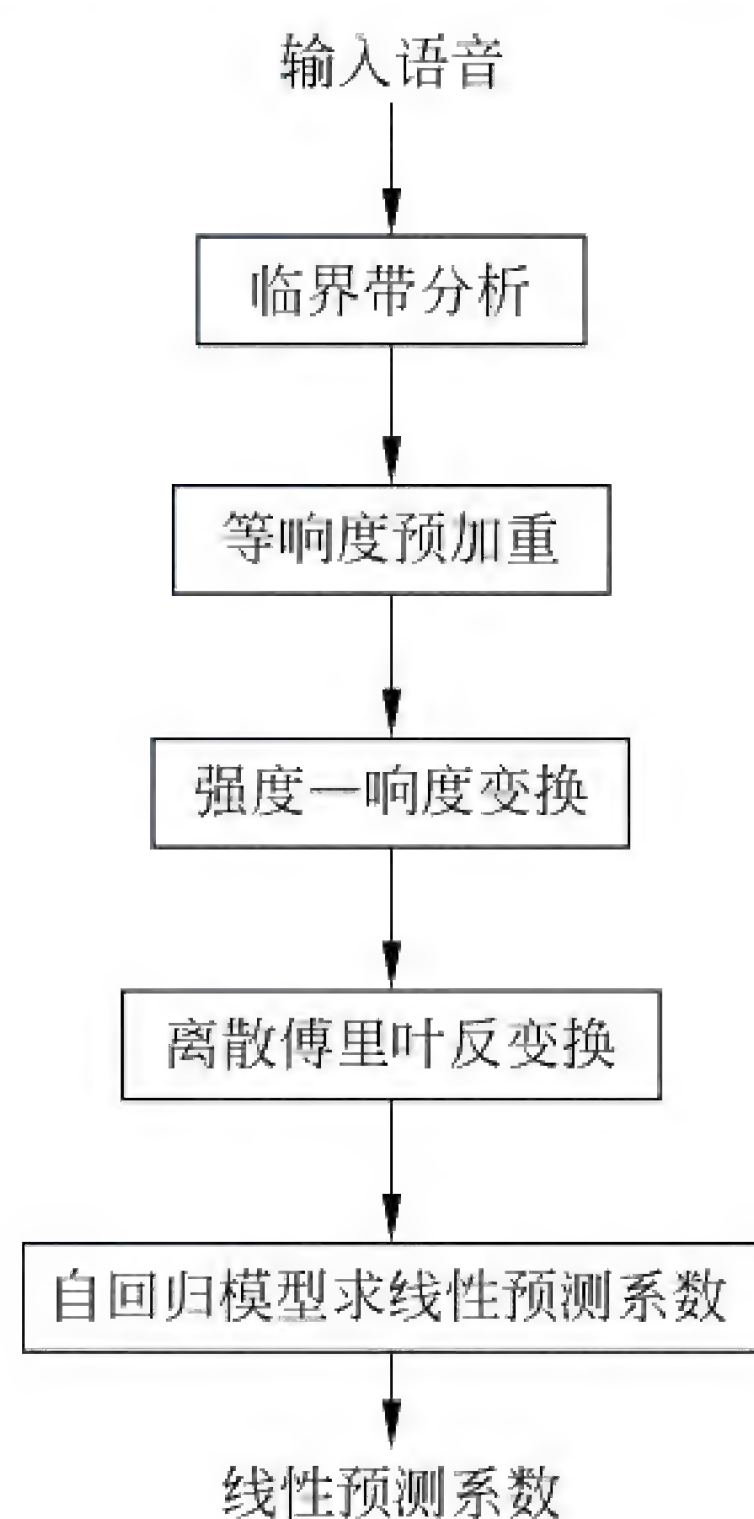 输入语音
临界带分析
等响度预加重
强度—响度变换
离散傅里叶反变换
自回归模型求线性预测系数
线性预测系数